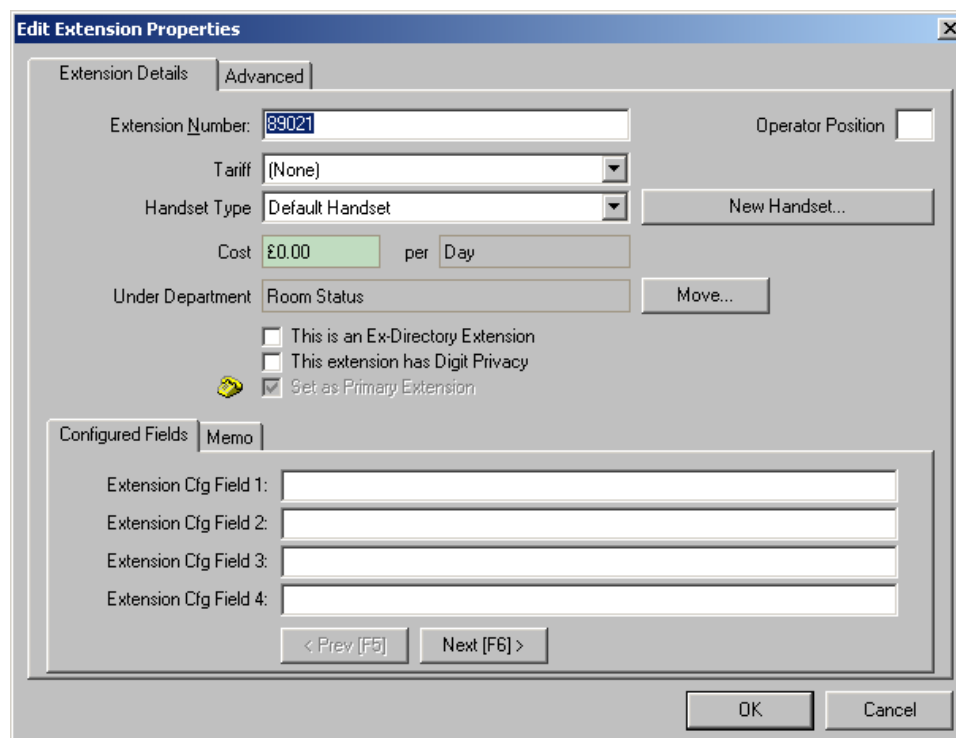 Edit Extension Properties
Extension Details Advanced
Extension Number: 89021 Operator Position
Tariff (None)
Handset Type Default Handset New Handset...
Cost £0.00 per Day
Under Department Room Status Move...
This is an Ex-Directory Extension
This extension has Digit Privacy
Set as Primary Extension
Configured Fields Memo
Extension Cfg Field 1:
Extension Cfg Field 2:
Extension Cfg Field 3:
Extension Cfg Field 4:
< Prev [F5] Next [F6] >
OK Cancel